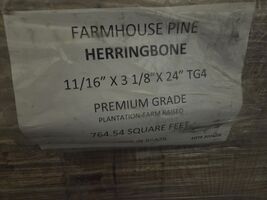 FARMHOUSE PINE
HERRINGBONE
11/16" X 3 1/8" X 24" TG4
PREMIUM GRADE
PLANTATION-FARM RAISED
764.54 SQUARE FEET